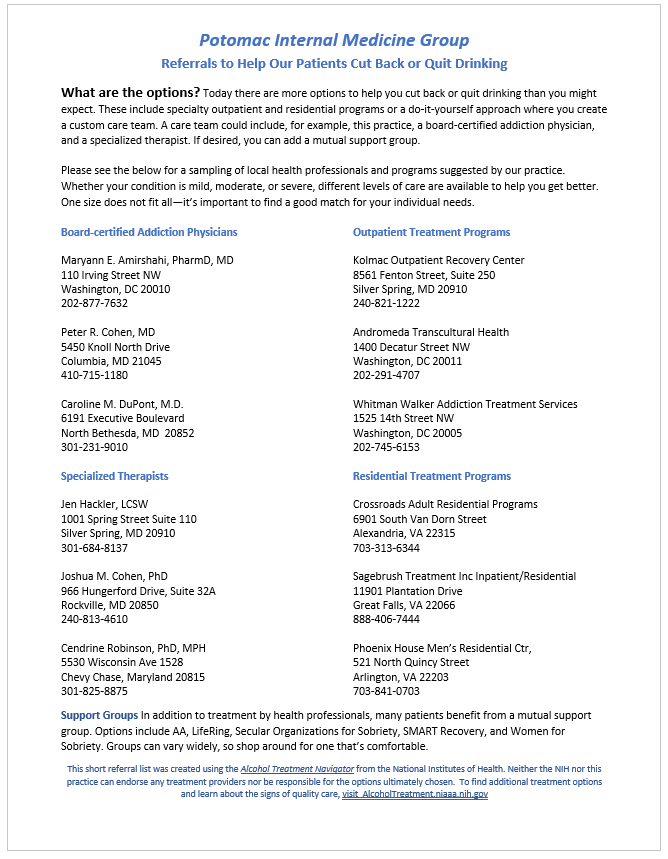 Potomac Internal Medicine Group
Referrals to Help Our Patients Cut Back or Quit Drinking
What are the options? Today there are more options to help you cut back or quit drinking than you might
expect. These include specialty outpatient and residential programs or a do-it-yourself approach where you create
a custom care team. A care team could include, for example, this practice, a board-certified addiction physician,
and a specialized therapist. If desired, you can add a mutual support group.
Please see the below for a sampling of local health professionals and programs suggested by our practice.
Whether your condition is mild, moderate, or severe, different levels of care are available to help you get better.
One size does not fit all—it's important to find a good match for your individual needs.
Board-certified Addiction Physicians
Maryann E. Amirshahi, PharmD, MD
110 Irving Street NW
Washington, DC 20010
202-877-7632
Peter R. Cohen, MD
5450 Knoll North Drive
Columbia, MD 21045
410-715-1180
Caroline M. DuPont, M.D.
6191 Executive Boulevard
North Bethesda, MD 20852
301-231-9010
Outpatient Treatment Programs
Kolmac Outpatient Recovery Center
8561 Fenton Street, Suite 250
Silver Spring, MD 20910
240-821-1222
Andromeda Transcultural Health
1400 Decatur Street NW
Washington, DC 20011
202-291-4707
Whitman Walker Addiction Treatment Services
1525 14th Street NW
Washington, DC 20005
202-745-6153
Specialized Therapists
Jen Hackler, LCSW
1001 Spring Street Suite 110
Silver Spring, MD 20910
301-684-8137
Joshua M. Cohen, PhD
966 Hungerford Drive, Suite 32A
Rockville, MD 20850
240-813-4610
Cendrine Robinson, PhD, MPH
5530 Wisconsin Ave 1528
Chevy Chase, Maryland 20815
301-825-8875
Residential Treatment Programs
Crossroads Adult Residential Programs
6901 South Van Dorn Street
Alexandria, VA 22315
703-313-6344
Sagebrush Treatment Inc Inpatient/Residential
11901 Plantation Drive
Great Falls, VA 22066
888-406-7444
Phoenix House Men's Residential Ctr,
521 North Quincy Street
Arlington, VA 22203
703-841-0703
Support Groups In addition to treatment by health professionals, many patients benefit from a mutual support
group. Options include AA, LifeRing, Secular Organizations for Sobriety, SMART Recovery, and Women for
Sobriety. Groups can vary widely, so shop around for one that's comfortable.
This short referral list was created using the Alcohol Treatment Navigator from the National Institutes of Health. Neither the NIH nor this
practice can endorse any treatment providers nor be responsible for the options ultimately chosen. To find additional treatment options
and learn about the signs of quality care, visit AlcoholTreatment.niaaa.nih.gov